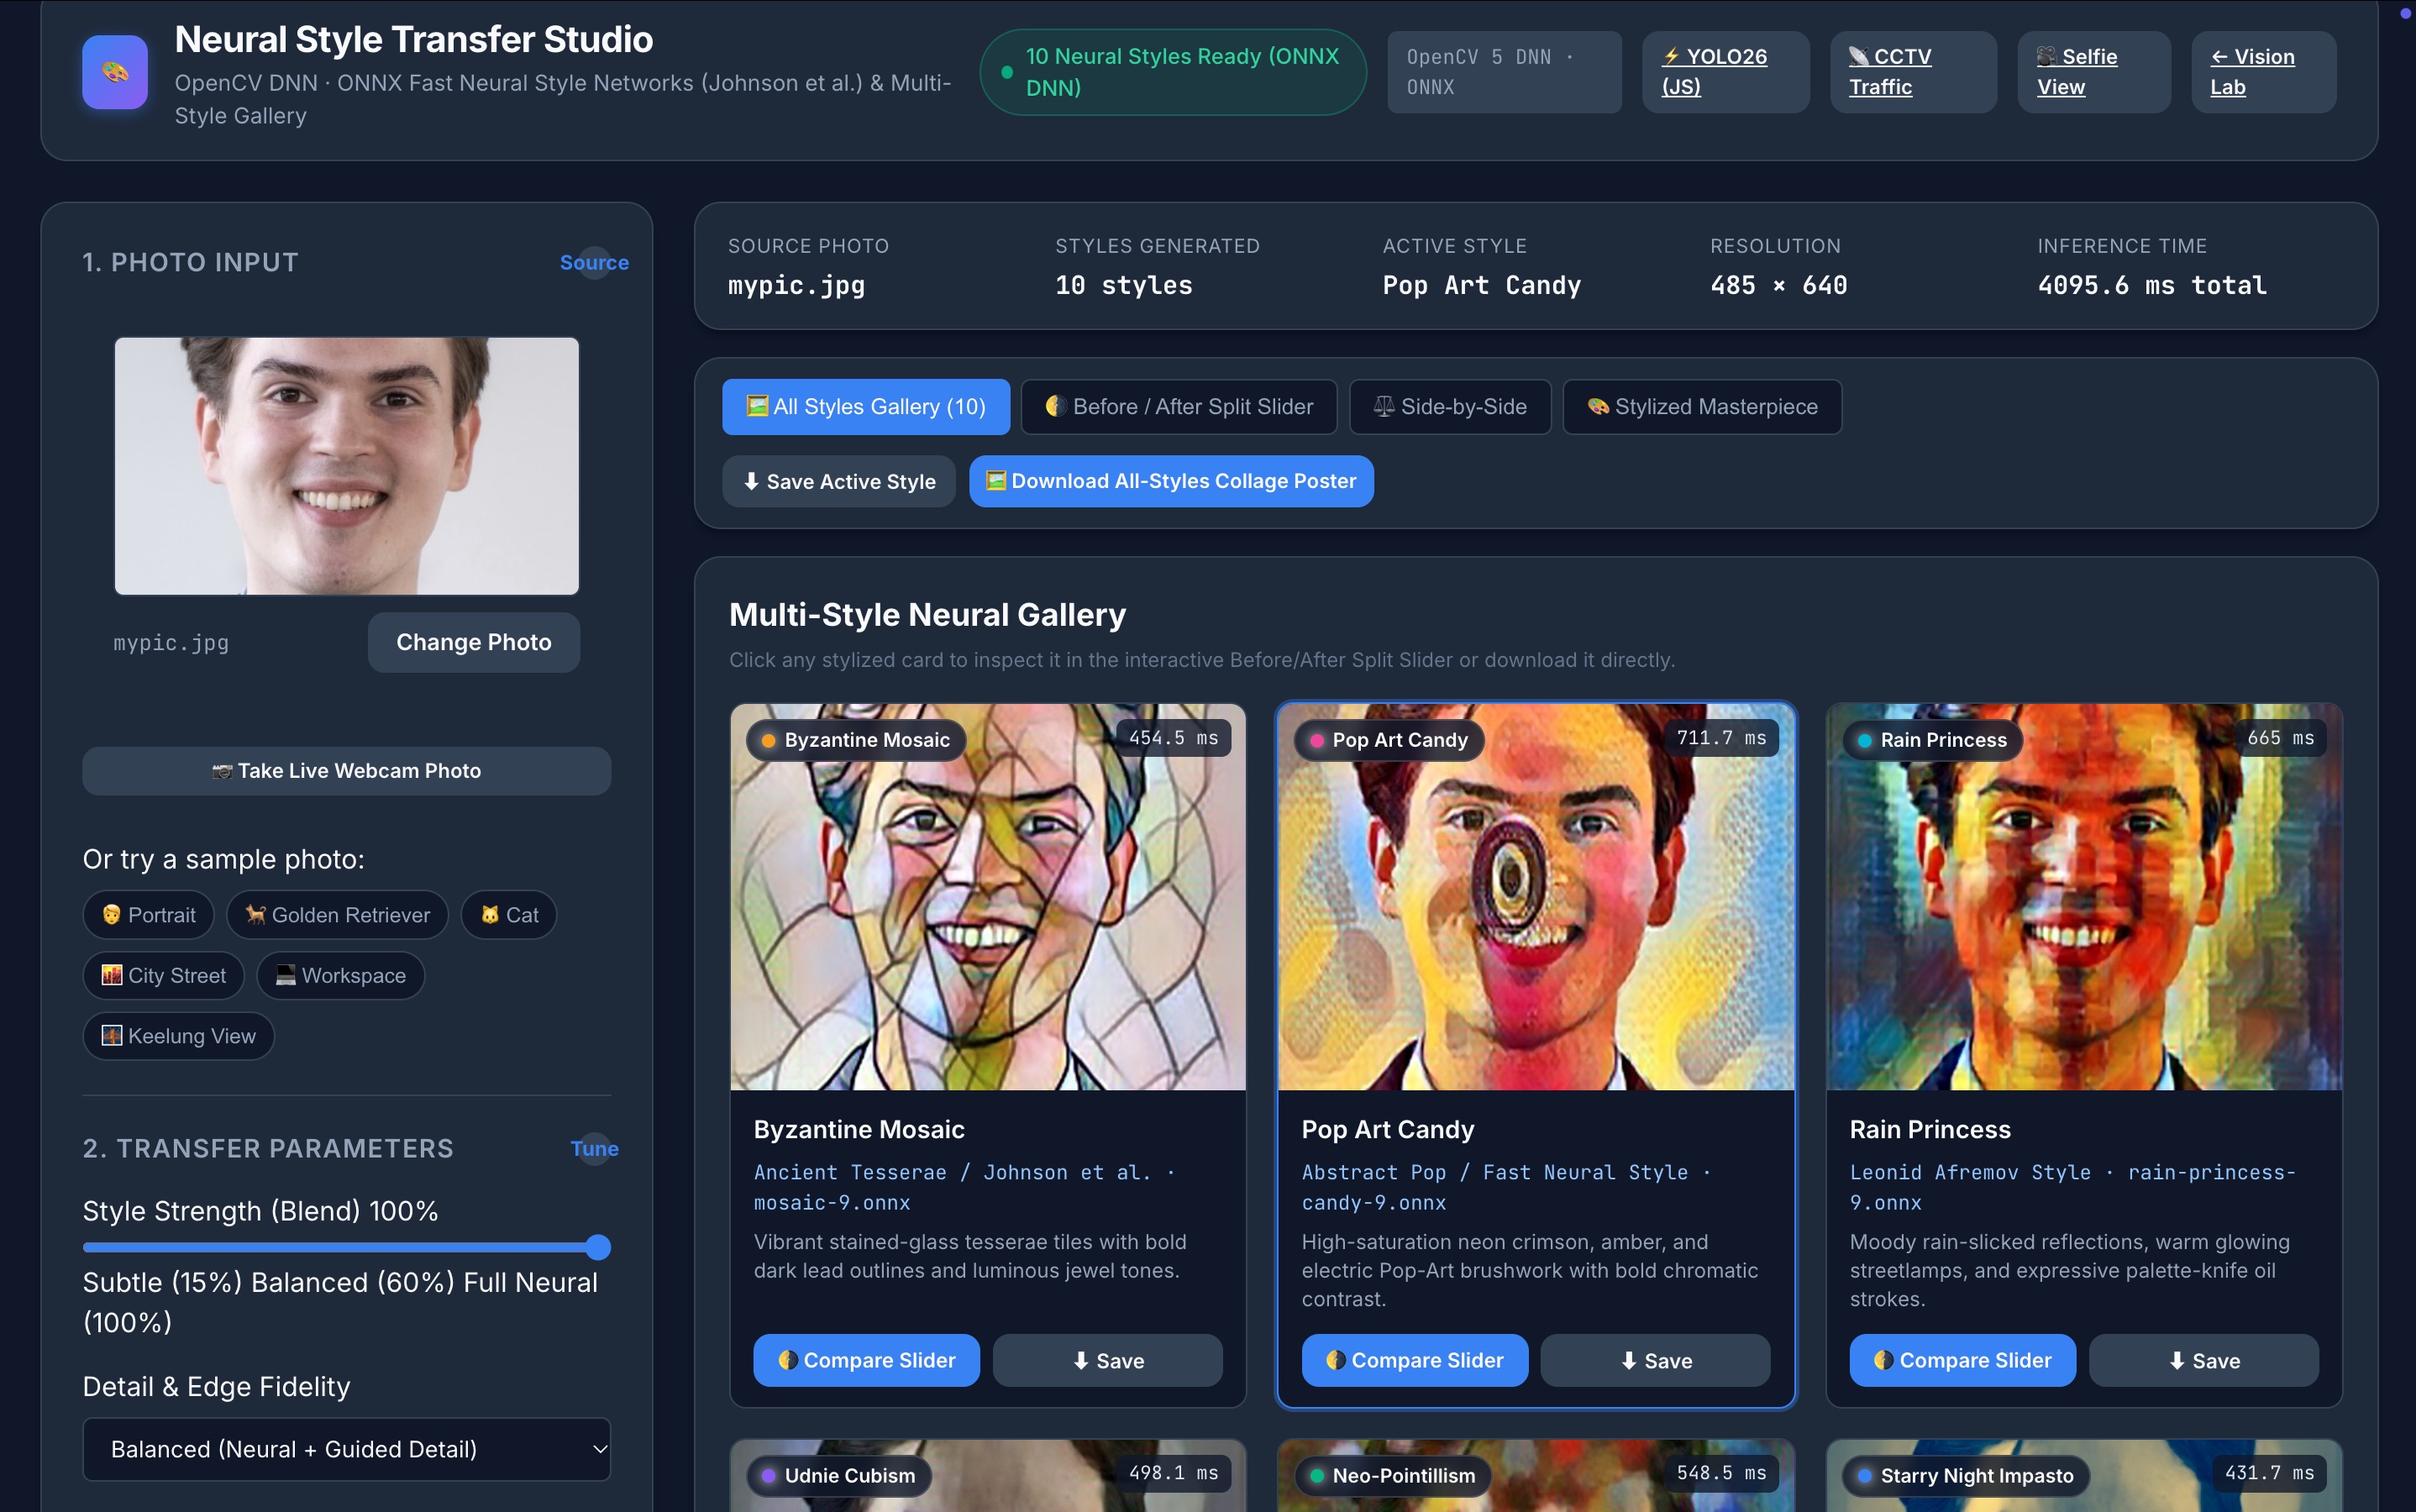 Neural Style Transfer Studio
OpenCV DNN · ONNX Fast Neural Style Networks (Johnson et al.) & Multi-
Style Gallery
10 Neural Styles Ready (ONNX
DNN)
OpenCV 5 DNN ·
ONNX
⚡ YOLO26
(JS)
📡 CCTV
Traffic
🎥 Selfie
View
← Vision
Lab
1. PHOTO INPUT
Source
mypic.jpg
Change Photo
📷 Take Live Webcam Photo
Or try a sample photo:
Portrait
Golden Retriever
Cat
City Street
Workspace
Keelung View
2. TRANSFER PARAMETERS
Tune
Style Strength (Blend) 100%
Subtle (15%) Balanced (60%) Full Neural
(100%)
Detail & Edge Fidelity
Balanced (Neural + Guided Detail)
SOURCE PHOTO
mypic.jpg
STYLES GENERATED
10 styles
ACTIVE STYLE
Pop Art Candy
RESOLUTION
485 × 640
INFERENCE TIME
4095.6 ms total
All Styles Gallery (10)
Before / After Split Slider
Side-by-Side
Stylized Masterpiece
⬇ Save Active Style
Download All-Styles Collage Poster
Multi-Style Neural Gallery
Click any stylized card to inspect it in the interactive Before/After Split Slider or download it directly.
Byzantine Mosaic
454.5 ms
Byzantine Mosaic
Ancient Tesserae / Johnson et al. ·
mosaic-9.onnx
Vibrant stained-glass tesserae tiles with bold
dark lead outlines and luminous jewel tones.
Compare Slider
⬇ Save
Pop Art Candy
711.7 ms
Pop Art Candy
Abstract Pop / Fast Neural Style ·
candy-9.onnx
High-saturation neon crimson, amber, and
electric Pop-Art brushwork with bold chromatic
contrast.
Compare Slider
⬇ Save
Rain Princess
665 ms
Rain Princess
Leonid Afremov Style · rain-princess-
9.onnx
Moody rain-slicked reflections, warm glowing
streetlamps, and expressive palette-knife oil
strokes.
Compare Slider
⬇ Save
Udnie Cubism
498.1 ms
Neo-Pointillism
548.5 ms
Starry Night Impasto
431.7 ms